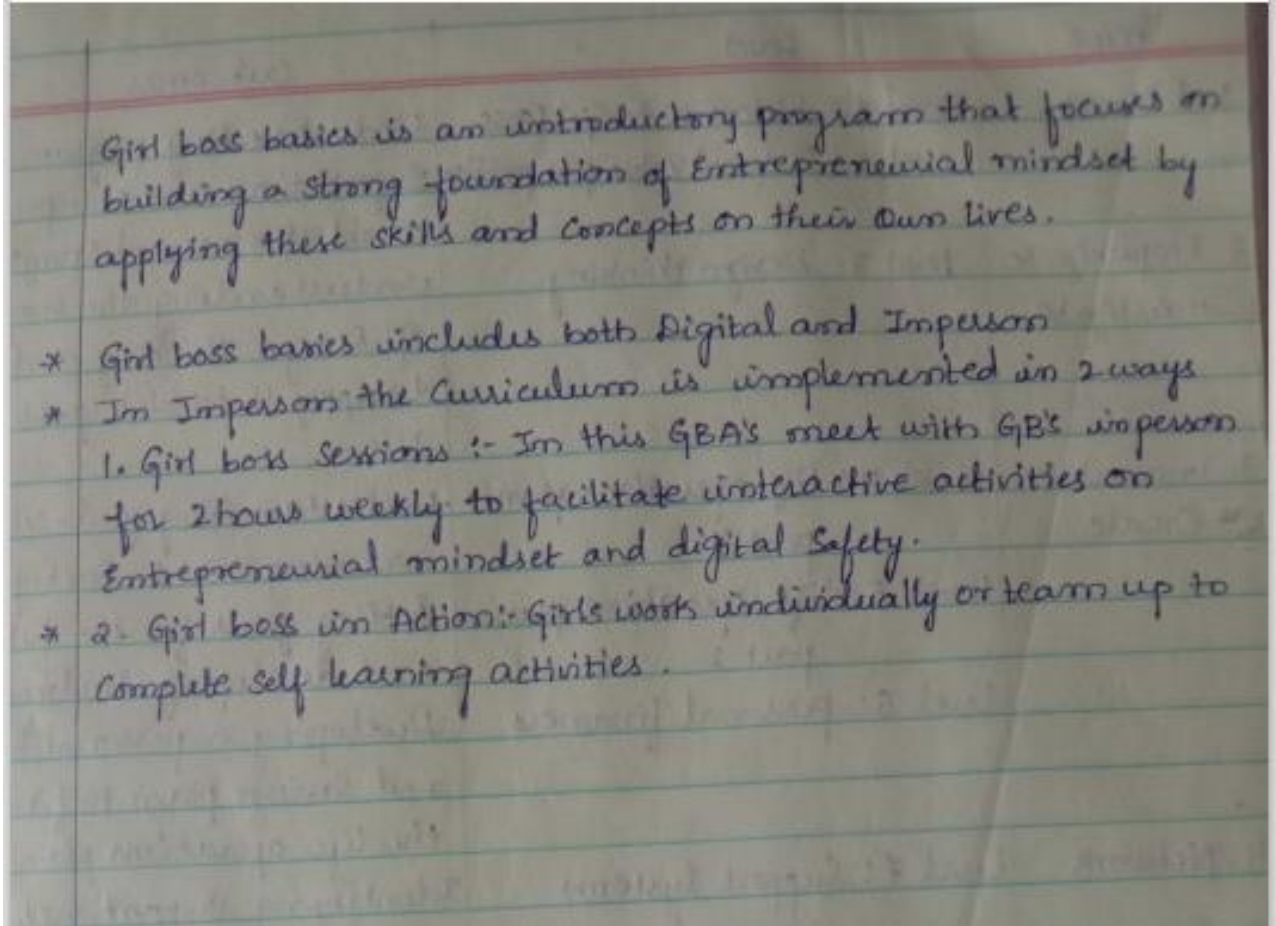 Girl boss basics is an introductory program that focuses on
building a strong foundation of Entrepreneurial mindset by
applying these skills and concepts on their own lives.
* Girl boss basics includes both Digital and Imperson
* In Imperson the Curriculum is implemented in 2 ways
1. Girl boss Sessions :- In this GBA's meet with GB's inperson
for 2 hours weekly to facilitate interactive activities on
Entrepreneurial mindset and digital Safety.
* 2. Girl boss in Action:- Girls work individually or team up to
Complete self learning activities.